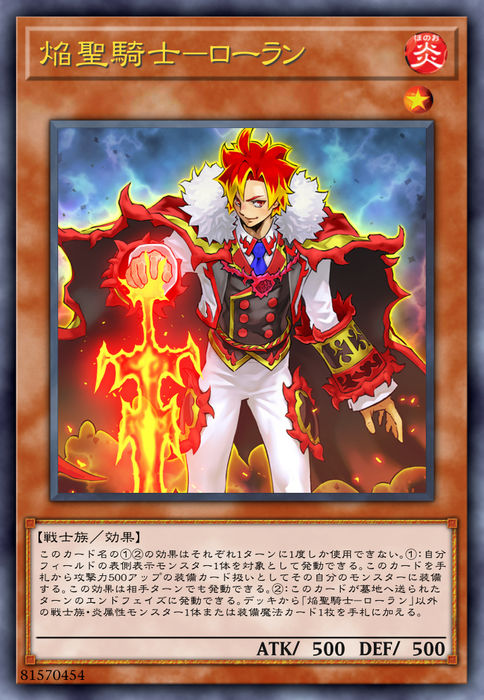 焔聖騎士－ローラン
ほのお
炎
【戦士族／効果】
このカード名の①②の効果はそれぞれ1ターンに1度しか使用できない。①：自分
フィールドの表側表示モンスター1体を対象として発動できる。このカードを手
札から攻撃力500アップの装備カード扱いとしてその自分のモンスターに装備
する。この効果は相手ターンでも発動できる。②：このカードが墓地へ送られた
ターンのエンドフェイズに発動できる。デッキから「焔聖騎士－ローラン」以外
の戦士族・炎属性モンスター1体または装備魔法カード1枚を手札に加える。
ATK/ 500 DEF/ 500
81570454